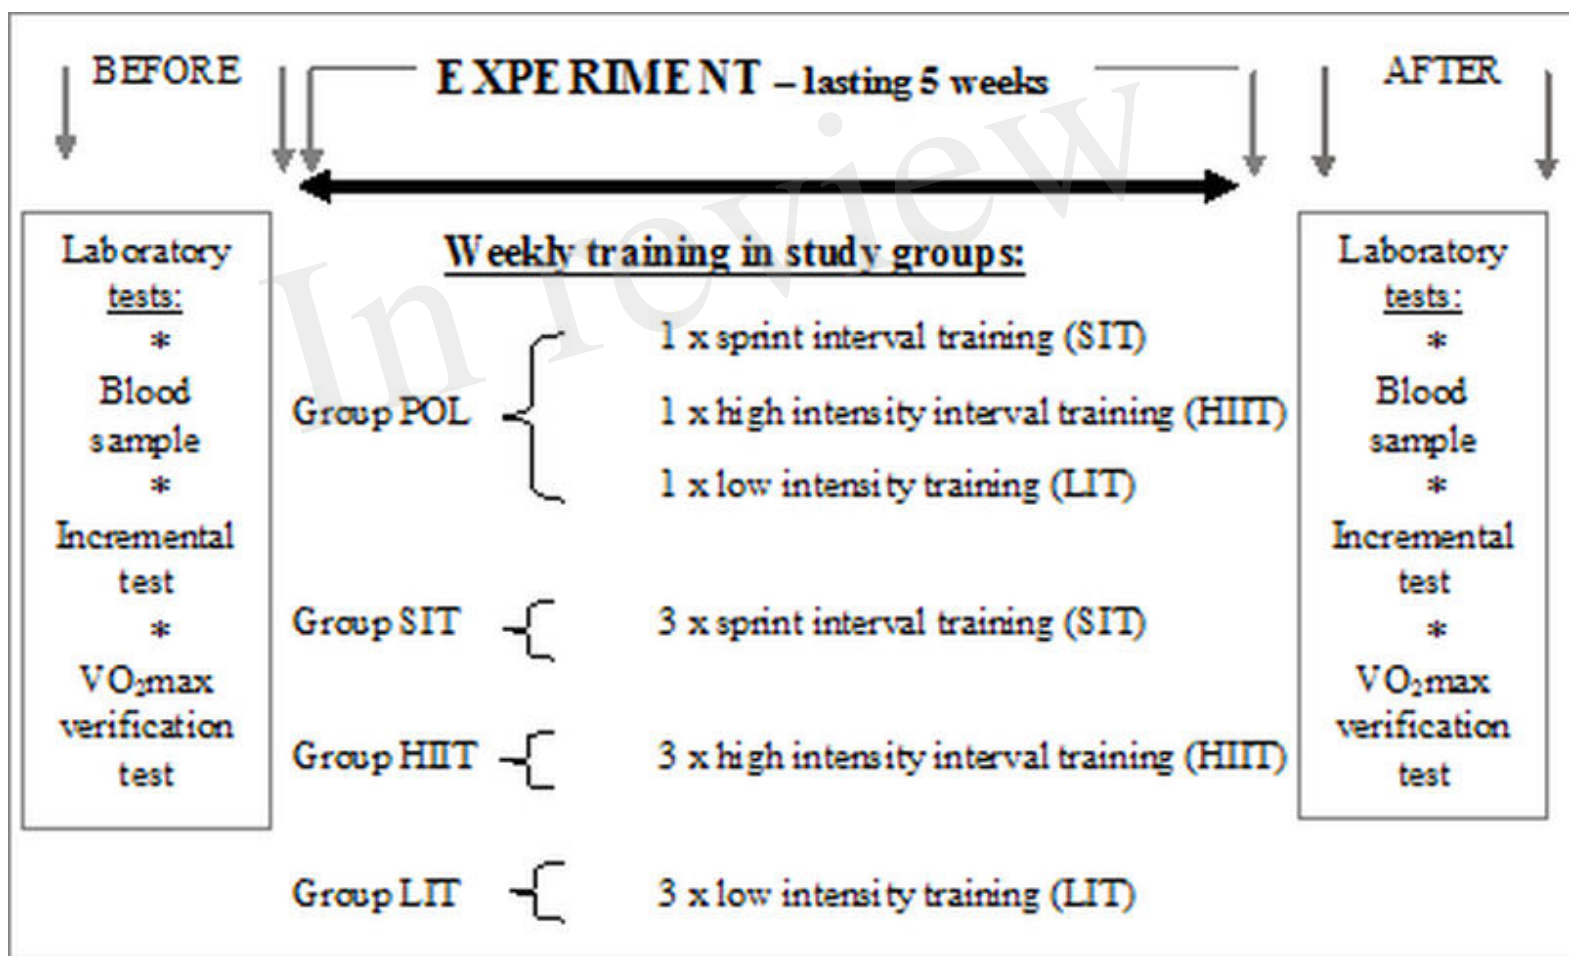 BEFORE
EXPERIMENT – lasting 5 weeks
AFTER
Laboratory
tests:
*
Blood
sample
*
Incremental
test
*
VO₂max
verification
test
Weekly training in study groups:
Group POL
1 x sprint interval training (SIT)
1 x high intensity interval training (HIIT)
1 x low intensity training (LIT)
Group SIT
3 x sprint interval training (SIT)
Group HIIT
3 x high intensity interval training (HIIT)
Group LIT
3 x low intensity training (LIT)
Laboratory
tests:
*
Blood
sample
*
Incremental
test
*
VO₂max
verification
test
In review